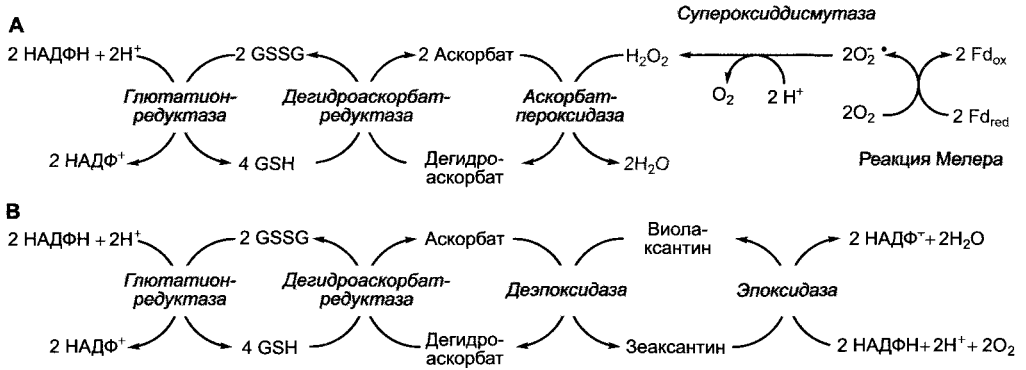 А
Супероксиддисмутаза
2 НАДФН + 2H⁺ 2 GSSG 2 Аскорбат H₂O₂ 2O₂⁻• 2 Fdox
O₂ 2 H⁺
Глютатион- Дегидроаскорбат- Аскорбат-
редуктаза редуктаза пероксидаза
2O₂ 2 Fdred
2 НАДФ⁺ 4 GSH Дегидро- 2H₂O Реакция Мелера
аскорбат
В
2 НАДФН + 2H⁺ 2 GSSG Аскорбат Виола- 2 НАДФ⁺ + 2H₂O
ксантин
Глютатион- Дегидроаскорбат- Деэпоксидаза Эпоксидаза
редуктаза редуктаза
2 НАДФ⁺ 4 GSH Дегидро- Зеаксантин 2 НАДФН + 2H⁺ + 2O₂
аскорбат